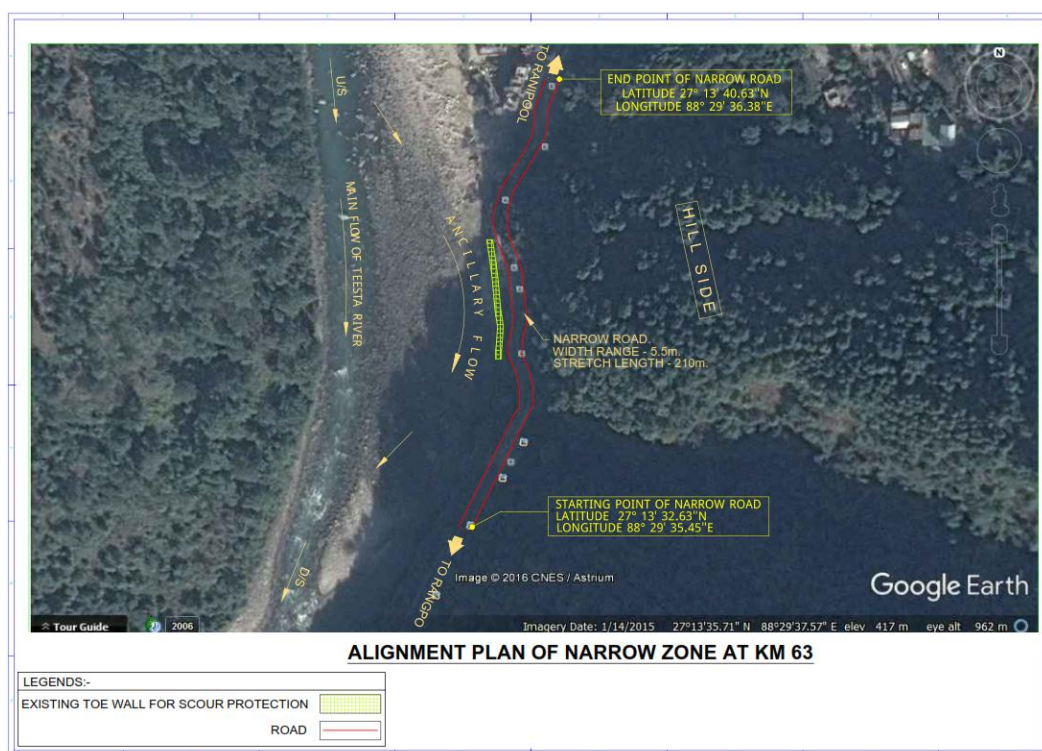 TO RANIPOOL
END POINT OF NARROW ROAD
LATITUDE 27° 13' 40.63"N
LONGITUDE 88° 29' 36.38"E
N
U/S
MAIN FLOW OF TEESTA RIVER
ANCILLARY FLOW
HILL SIDE
NARROW ROAD.
WIDTH RANGE - 5.5m.
STRETCH LENGTH - 210m.
STARTING POINT OF NARROW ROAD
LATITUDE 27° 13' 32.63"N
LONGITUDE 88° 29' 35.45"E
D/S
TO RANGPO
Image © 2016 CNES / Astrium
Google Earth
Tour Guide
2006
Imagery Date: 1/14/2015 27°13'35.71" N 88°29'37.57" E elev 417 m eye alt 962 m
ALIGNMENT PLAN OF NARROW ZONE AT KM 63
LEGENDS:-
EXISTING TOE WALL FOR SCOUR PROTECTION
ROAD